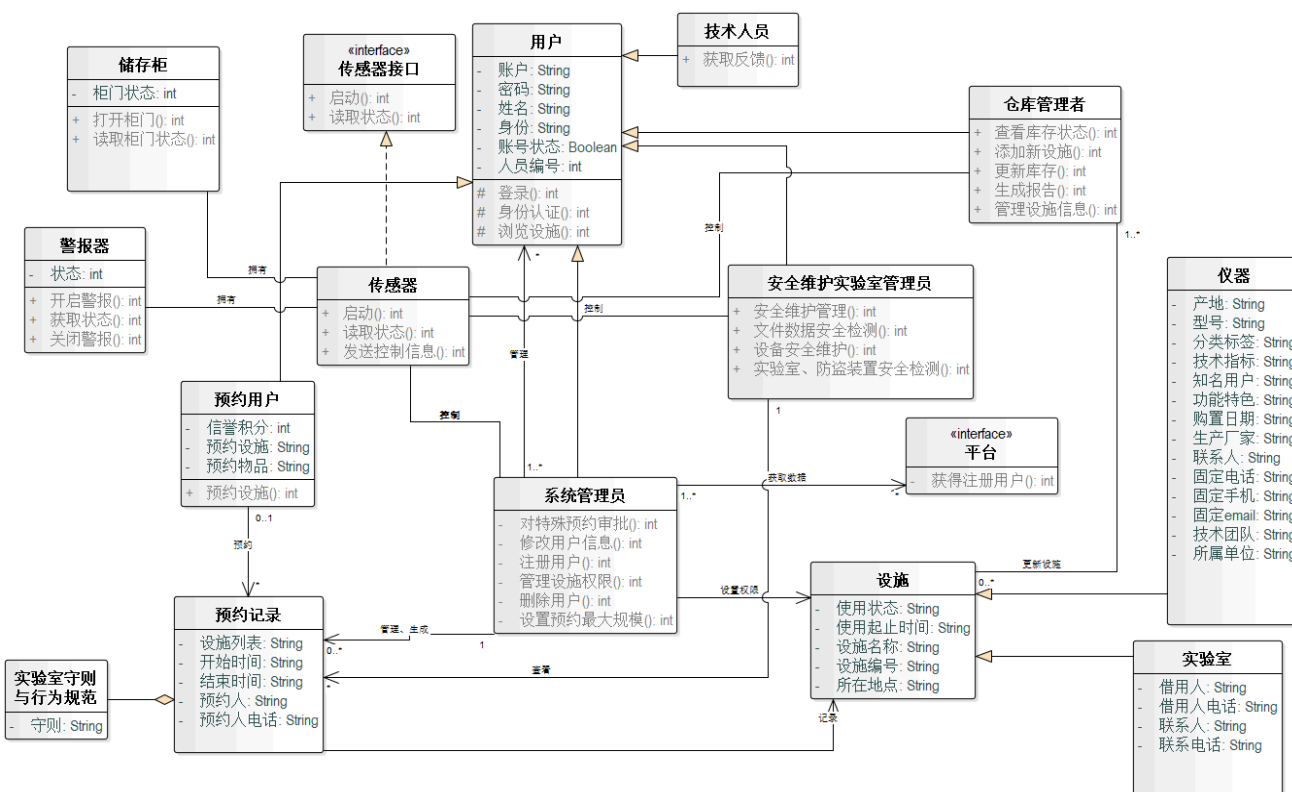 储存柜
- 柜门状态: int
+ 打开柜门(): int
+ 读取柜门状态(): int
«interface»
传感器接口
+ 启动(): int
+ 读取状态(): int
用户
- 账户: String
- 密码: String
- 姓名: String
- 身份: String
- 账号状态: Boolean
- 人员编号: int
# 登录(): int
# 身份认证(): int
# 浏览设施(): int
技术人员
+ 获取反馈(): int
仓库管理者
+ 查看库存状态(): int
+ 添加新设施(): int
+ 更新库存(): int
+ 生成报告(): int
+ 管理设施信息(): int
1..*
控制
警报器
- 状态: int
+ 开启警报(): int
+ 获取状态(): int
+ 关闭警报(): int
拥有
拥有
传感器
+ 启动(): int
+ 读取状态(): int
+ 发送控制信息(): int
*
控制
管理
安全维护实验室管理员
+ 安全维护管理(): int
+ 文件数据安全检测(): int
+ 设备安全维护(): int
+ 实验室、防盗装置安全检测(): int
1
仪器
- 产地: String
- 型号: String
- 分类标签: String
- 技术指标: String
- 知名用户: String
- 功能特色: String
- 购置日期: String
- 生产厂家: String
- 联系人: String
- 固定电话: String
- 固定手机: String
- 固定email: String
- 技术团队: String
- 所属单位: String
预约用户
- 信誉积分: int
- 预约设施: String
- 预约物品: String
+ 预约设施(): int
0..1
预约
*
控制
1..*
«interface»
平台
- 获得注册用户(): int
系统管理员
- 对特殊预约审批(): int
- 修改用户信息(): int
- 注册用户(): int
- 管理设施权限(): int
- 删除用户(): int
- 设置预约最大规模(): int
1..*
获取数据
*
设置权限
更新设施
0..*
设施
- 使用状态: String
- 使用起止时间: String
- 设施名称: String
- 设施编号: String
- 所在地点: String
预约记录
- 设施列表: String
- 开始时间: String
- 结束时间: String
- 预约人: String
- 预约人电话: String
管理、生成
0..*
1
查看
*
记录
实验室守则
与行为规范
- 守则: String
实验室
- 借用人: String
- 借用人电话: String
- 联系人: String
- 联系电话: String